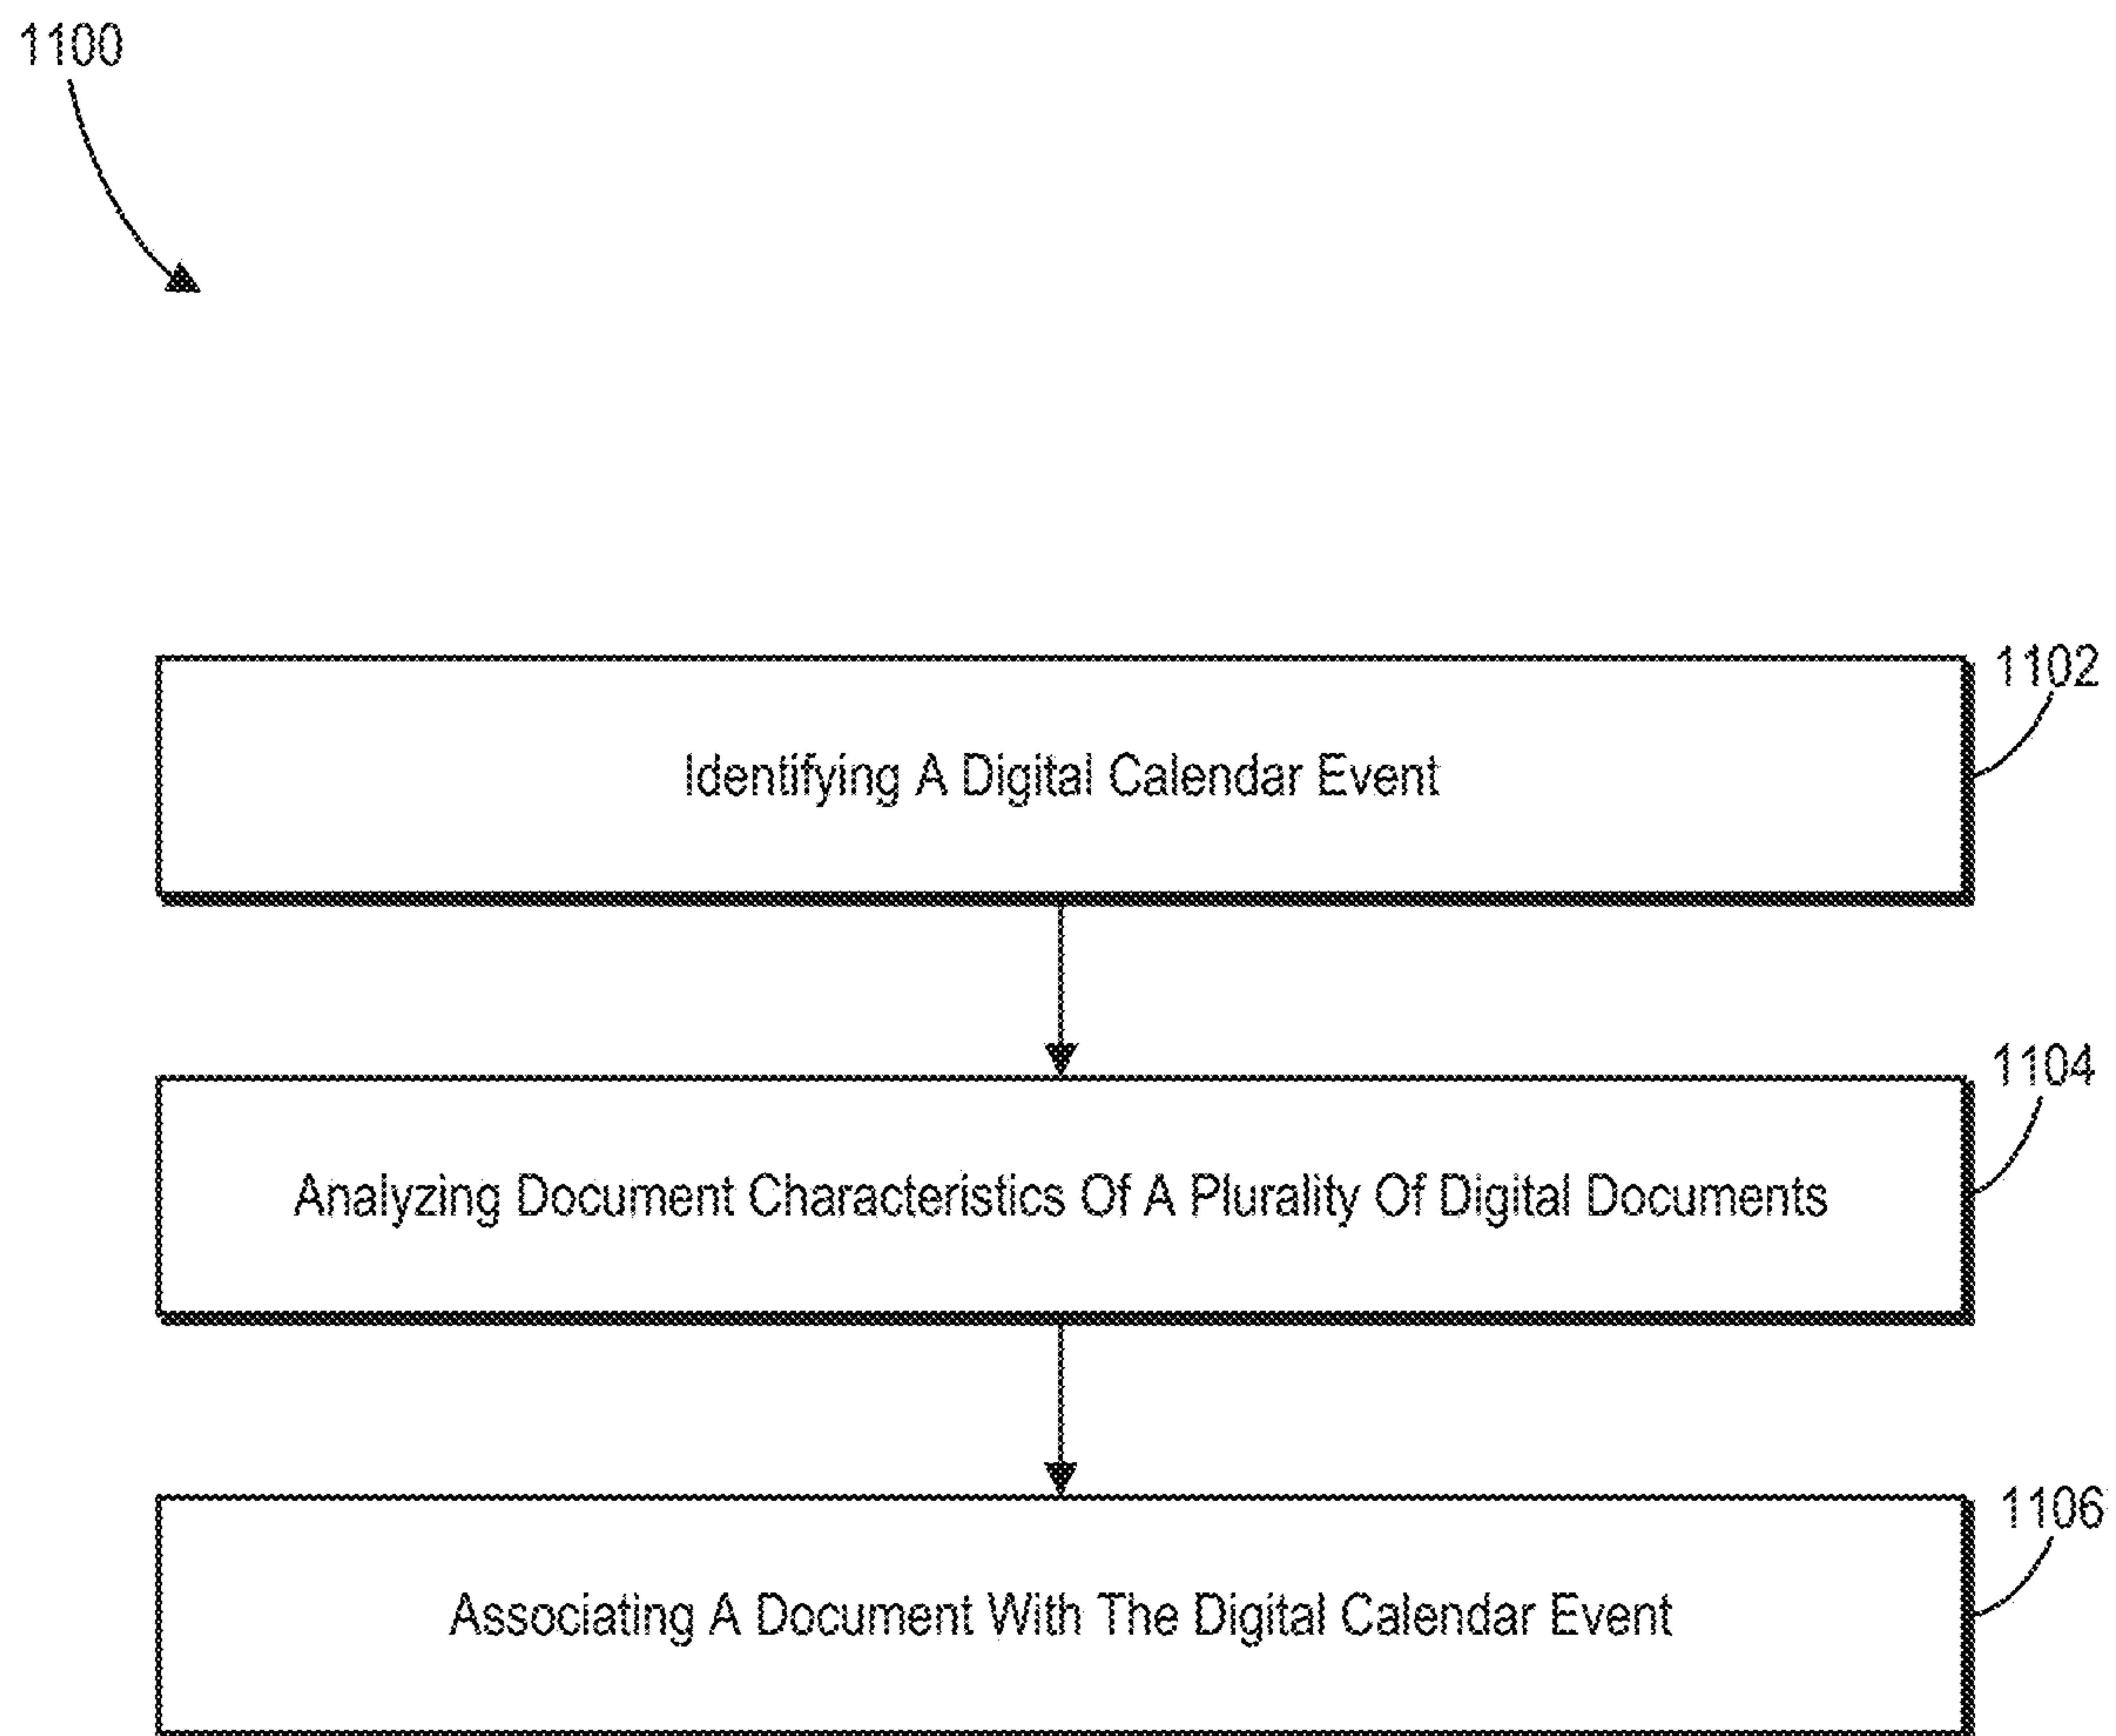 1100
1102
Identifying A Digital Calendar Event
1104
Analyzing Document Characteristics Of A Plurality Of Digital Documents
1106
Associating A Document With The Digital Calendar Event